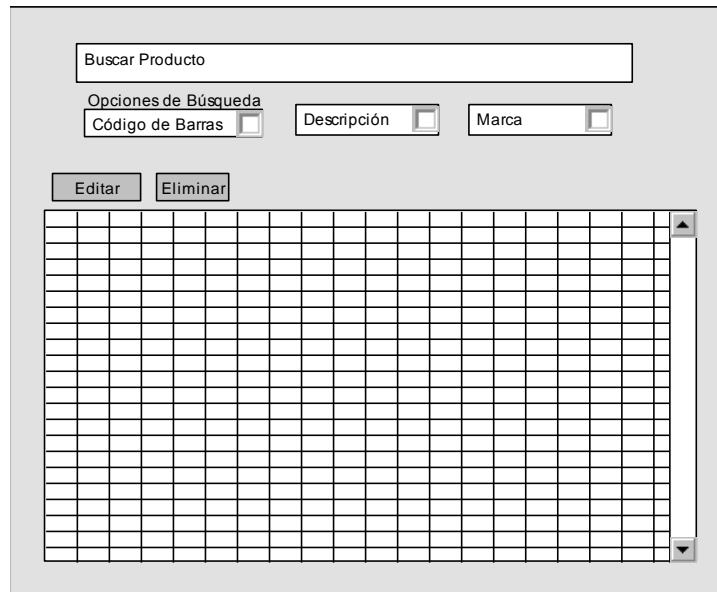 Buscar Producto
Opciones de Búsqueda
Código de Barras
Descripción
Marca
Editar
Eliminar